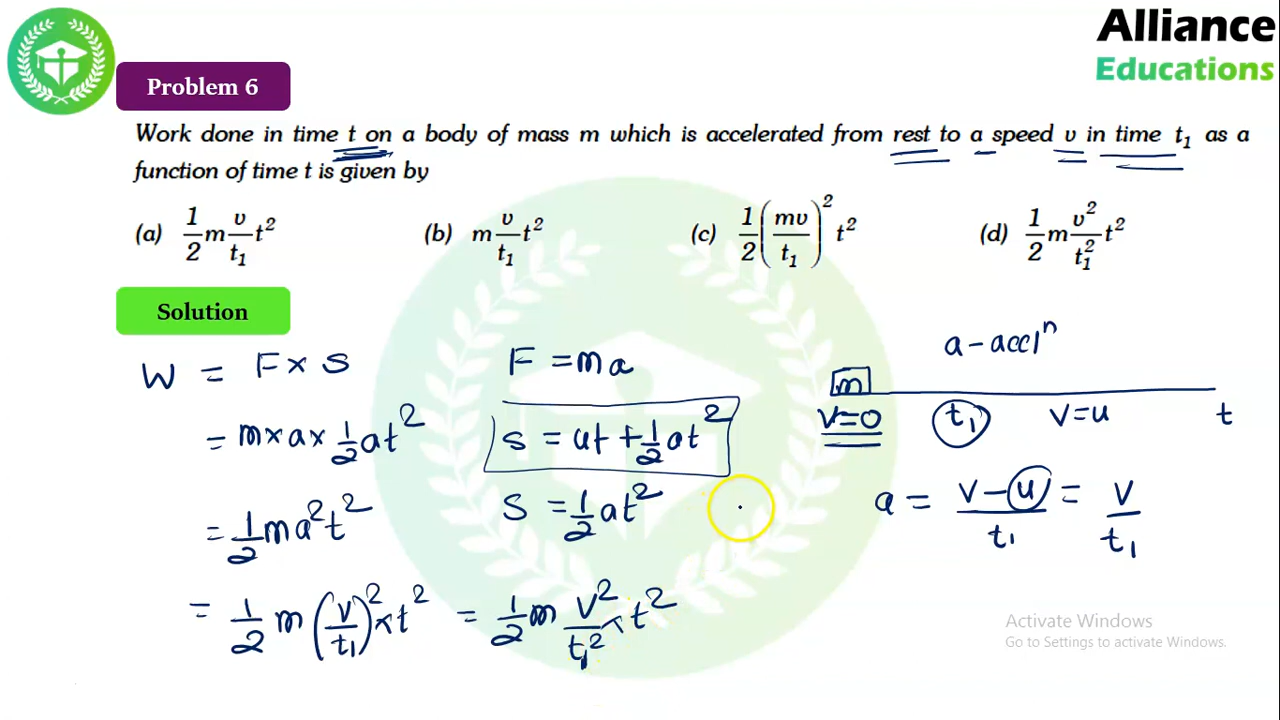 Alliance
Educations
Problem 6
Work done in time t on a body of mass m which is accelerated from rest to a speed v in time t₁ as a
function of time t is given by
(a) 1/2 m v/t₁ t² (b) m v/t₁ t² (c) 1/2 (mv/t₁)² t² (d) 1/2 m v²/t₁² t²
Solution
W = F × S
= m × a × 1/2 at²
= 1/2 ma²t²
= 1/2 m (v/t₁)² × t² = 1/2 m v²/t₁² × t²
F = ma
S = ut + 1/2 at²
S = 1/2 at²
a - acclⁿ
m
v=0 t₁ v=u t
a = v-u/t₁ = v/t₁
Activate Windows
Go to Settings to activate Windows.